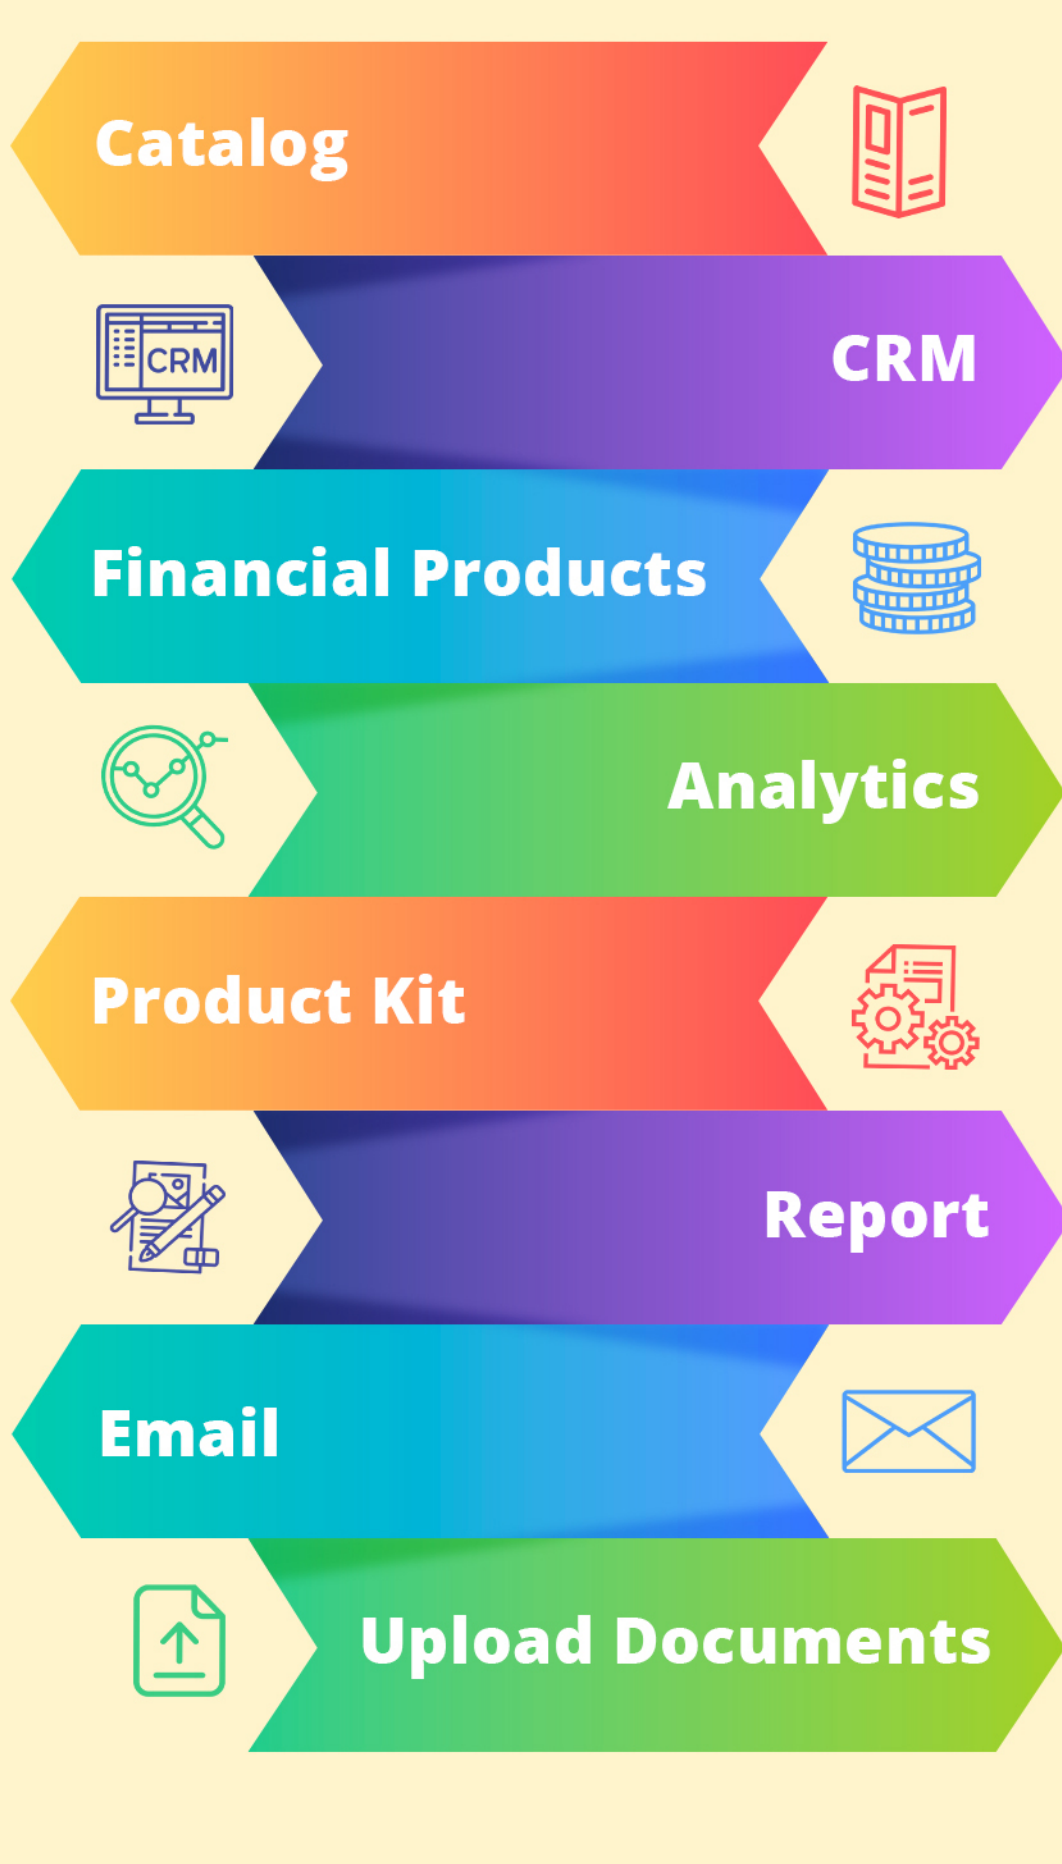 Catalog
CRM
CRM
Financial Products
Analytics
Product Kit
Report
Email
Upload Documents